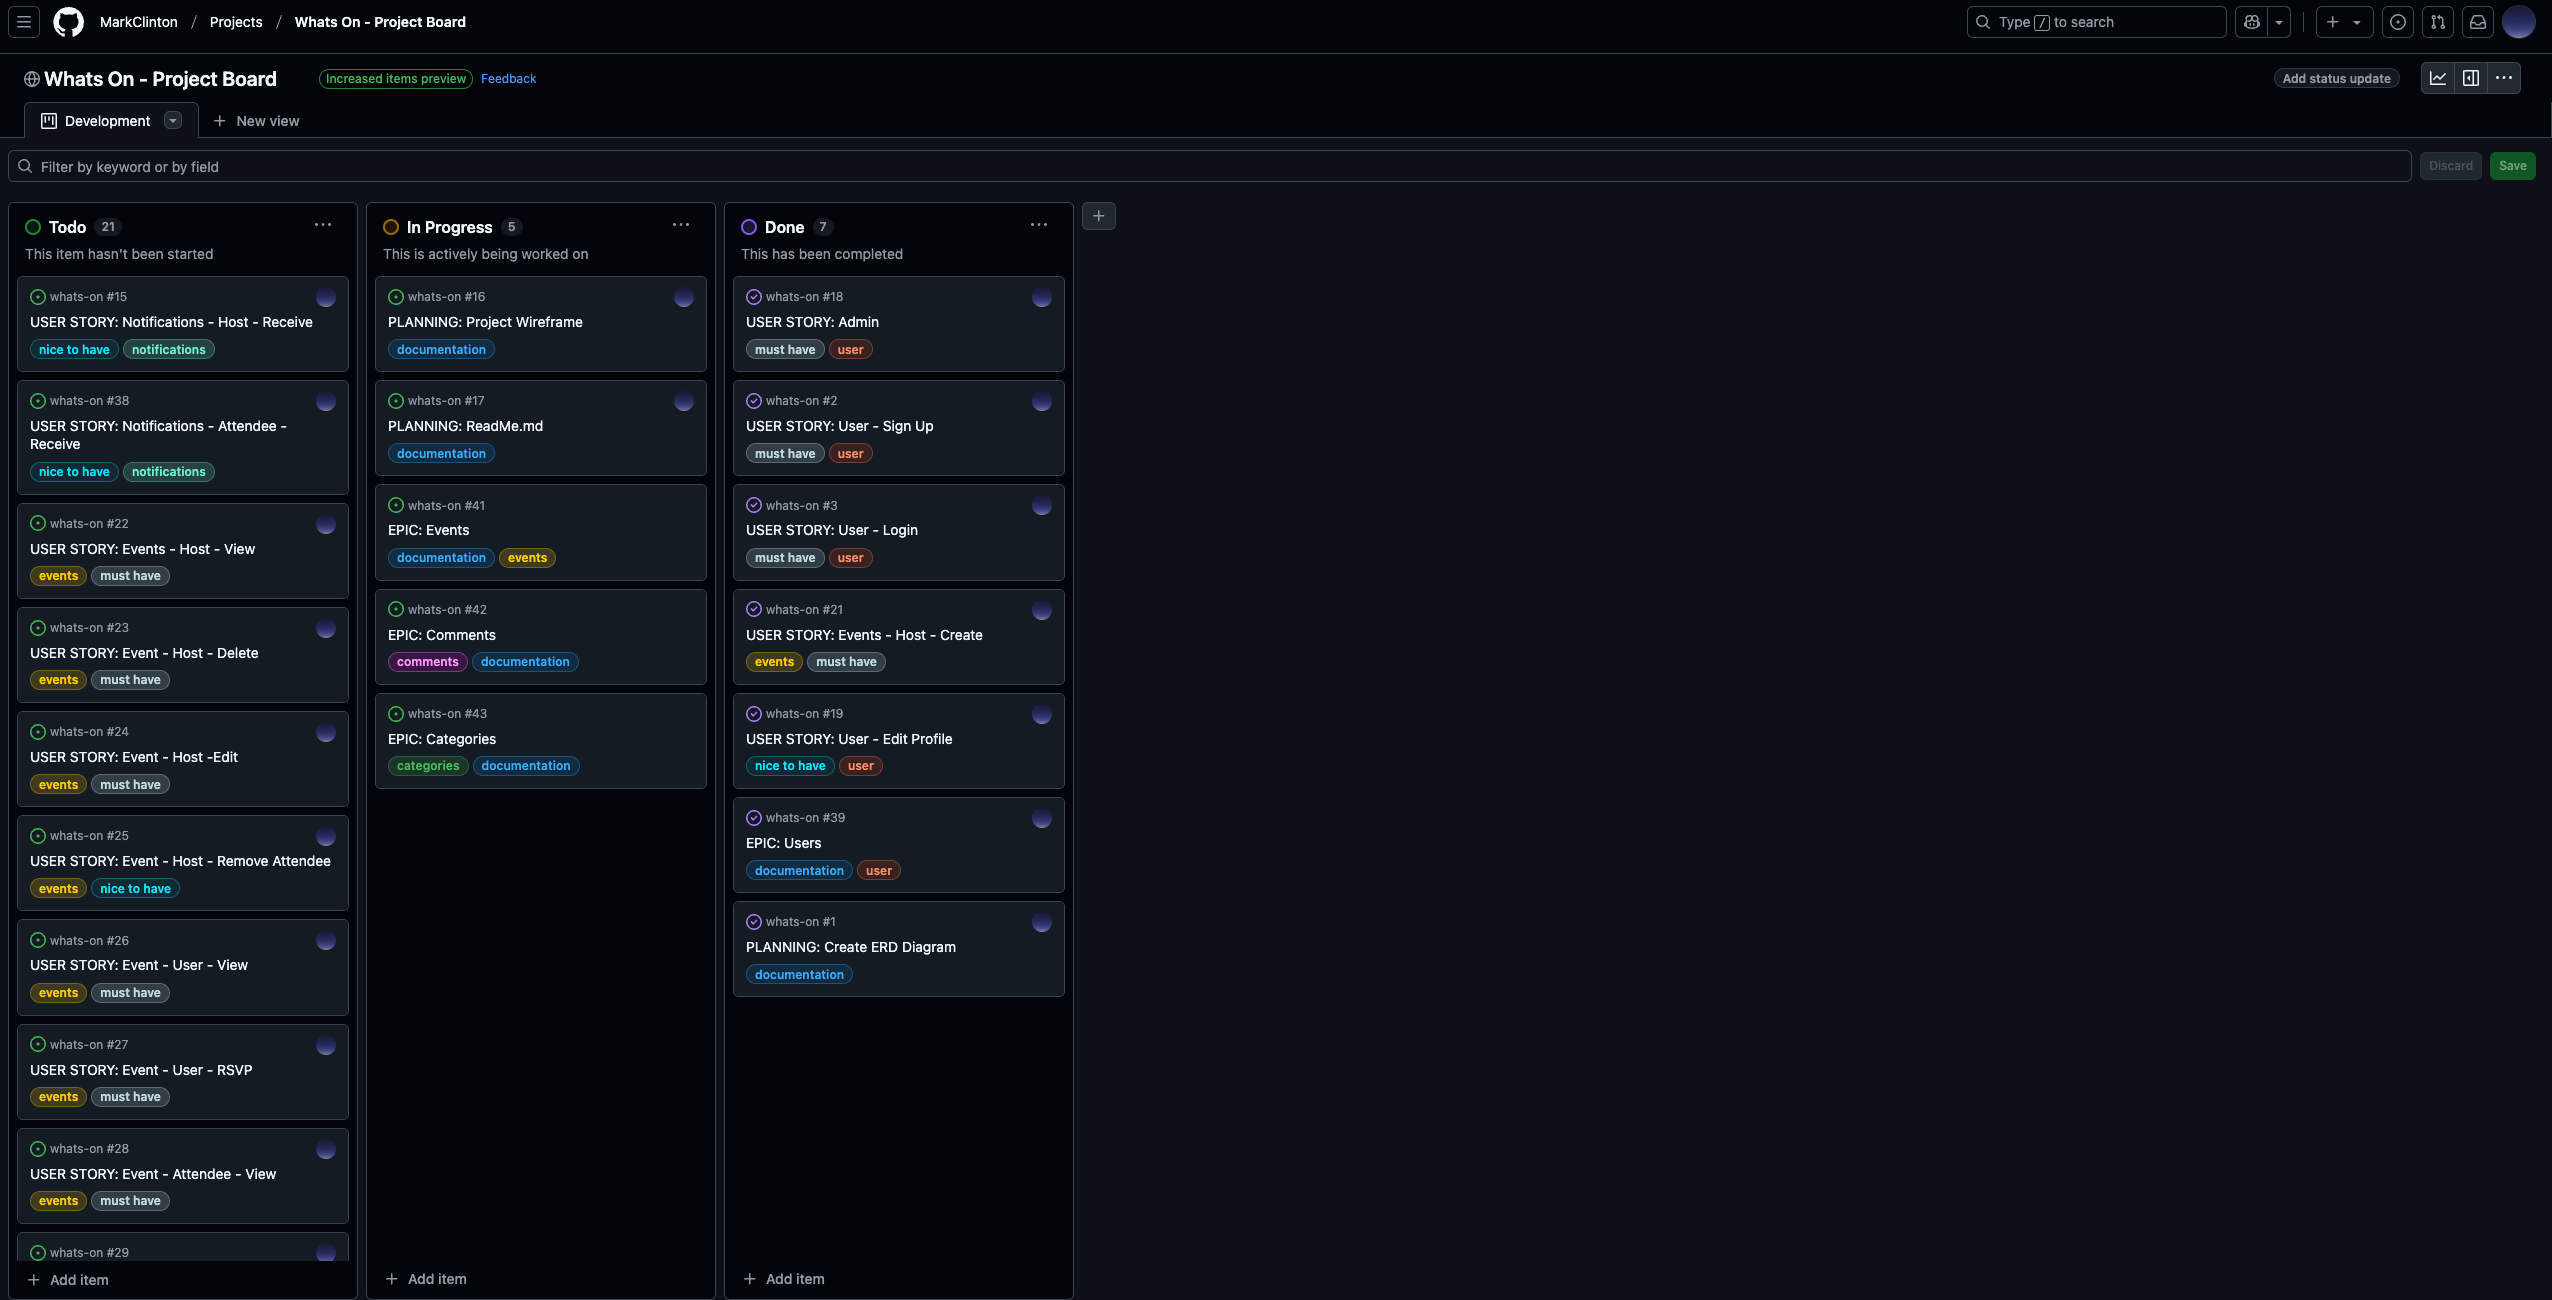 MarkClinton / Projects / Whats On - Project Board
Type / to search
Whats On - Project Board
Increased items preview
Feedback
Add status update
Development
New view
Filter by keyword or by field
Discard
Save
Todo 21
This item hasn't been started
whats-on #15
USER STORY: Notifications - Host - Receive
nice to have notifications
whats-on #38
USER STORY: Notifications - Attendee -
Receive
nice to have notifications
whats-on #22
USER STORY: Events - Host - View
events must have
whats-on #23
USER STORY: Event - Host - Delete
events must have
whats-on #24
USER STORY: Event - Host -Edit
events must have
whats-on #25
USER STORY: Event - Host - Remove Attendee
events nice to have
whats-on #26
USER STORY: Event - User - View
events must have
whats-on #27
USER STORY: Event - User - RSVP
events must have
whats-on #28
USER STORY: Event - Attendee - View
events must have
whats-on #29
Add item
In Progress 5
This is actively being worked on
whats-on #16
PLANNING: Project Wireframe
documentation
whats-on #17
PLANNING: ReadMe.md
documentation
whats-on #41
EPIC: Events
documentation events
whats-on #42
EPIC: Comments
comments documentation
whats-on #43
EPIC: Categories
categories documentation
Add item
Done 7
This has been completed
whats-on #18
USER STORY: Admin
must have user
whats-on #2
USER STORY: User - Sign Up
must have user
whats-on #3
USER STORY: User - Login
must have user
whats-on #21
USER STORY: Events - Host - Create
events must have
whats-on #19
USER STORY: User - Edit Profile
nice to have user
whats-on #39
EPIC: Users
documentation user
whats-on #1
PLANNING: Create ERD Diagram
documentation
Add item